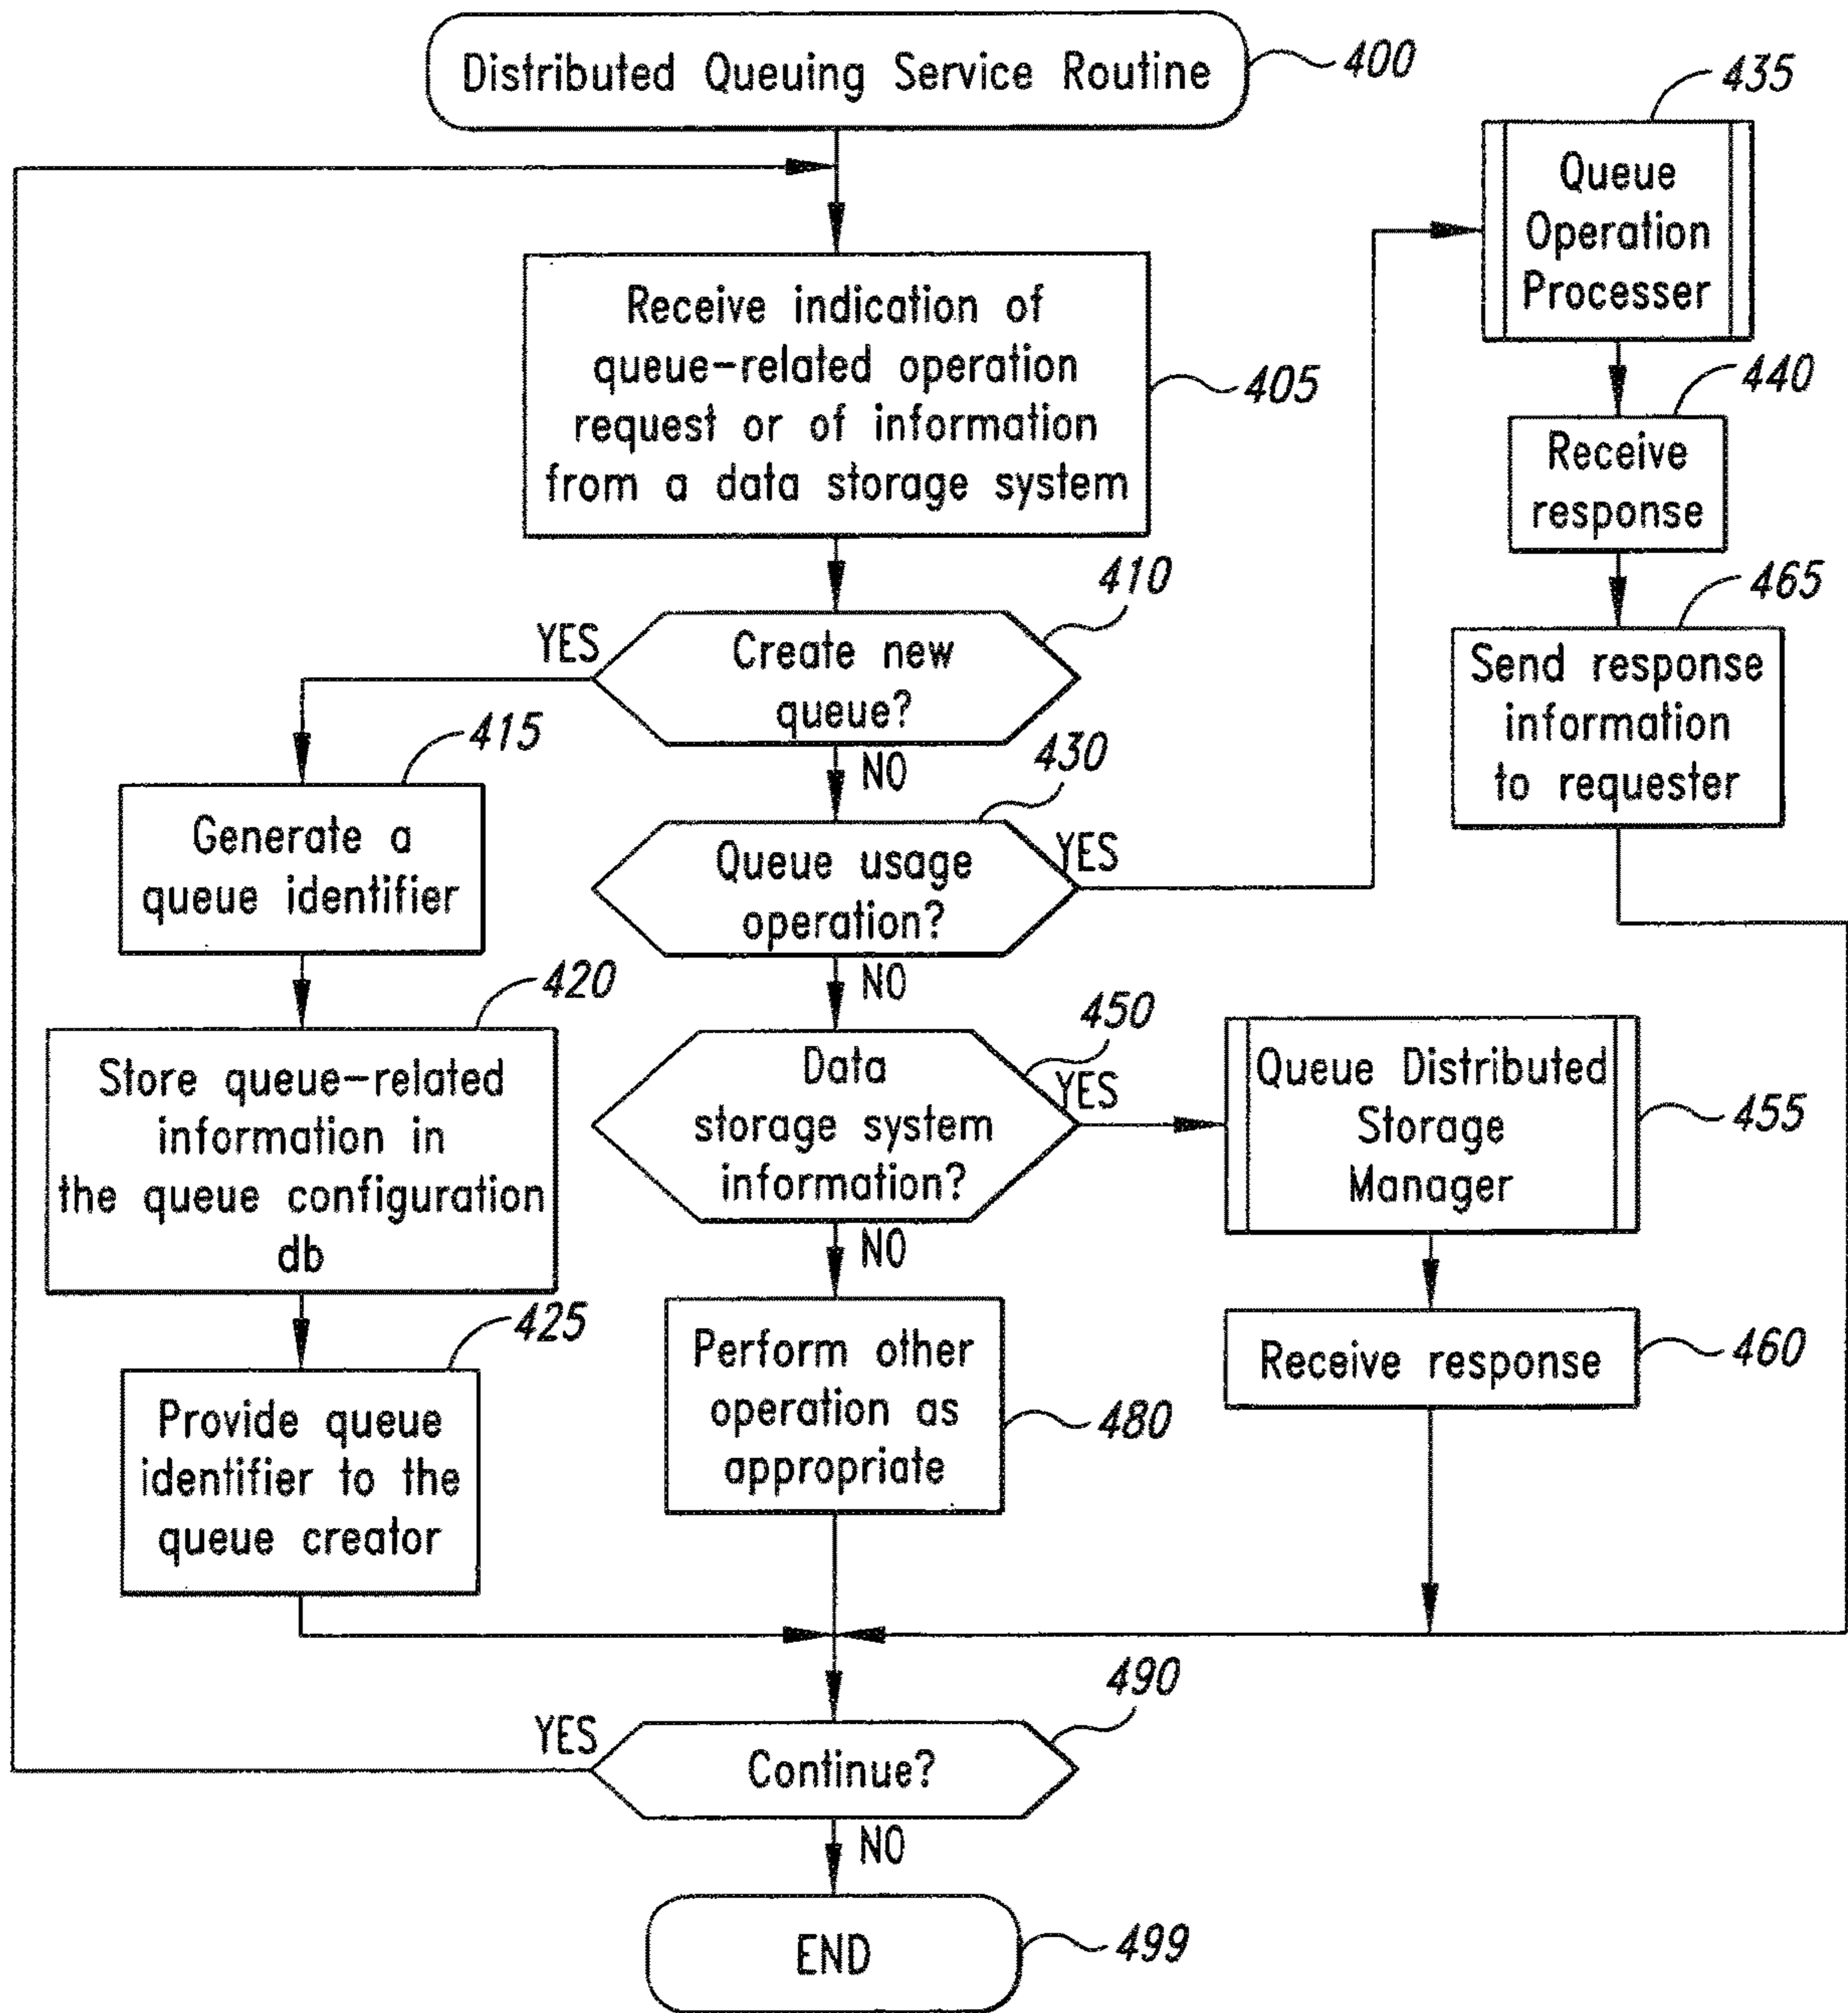 Distributed Queuing Service Routine
400
435
Queue
Operation
Processer
Receive indication of
queue-related operation
request or of information
from a data storage system
405
440
Receive
response
410
YES
Create new
queue?
NO
465
Send response
information
to requester
415
Generate a
queue identifier
430
Queue usage
operation?
YES
NO
420
Store queue-related
information in
the queue configuration
db
450
Data
storage system
information?
YES
NO
Queue Distributed
Storage
Manager
455
425
Provide queue
identifier to the
queue creator
Perform other
operation as
appropriate
480
Receive response
460
490
YES
Continue?
NO
END
499